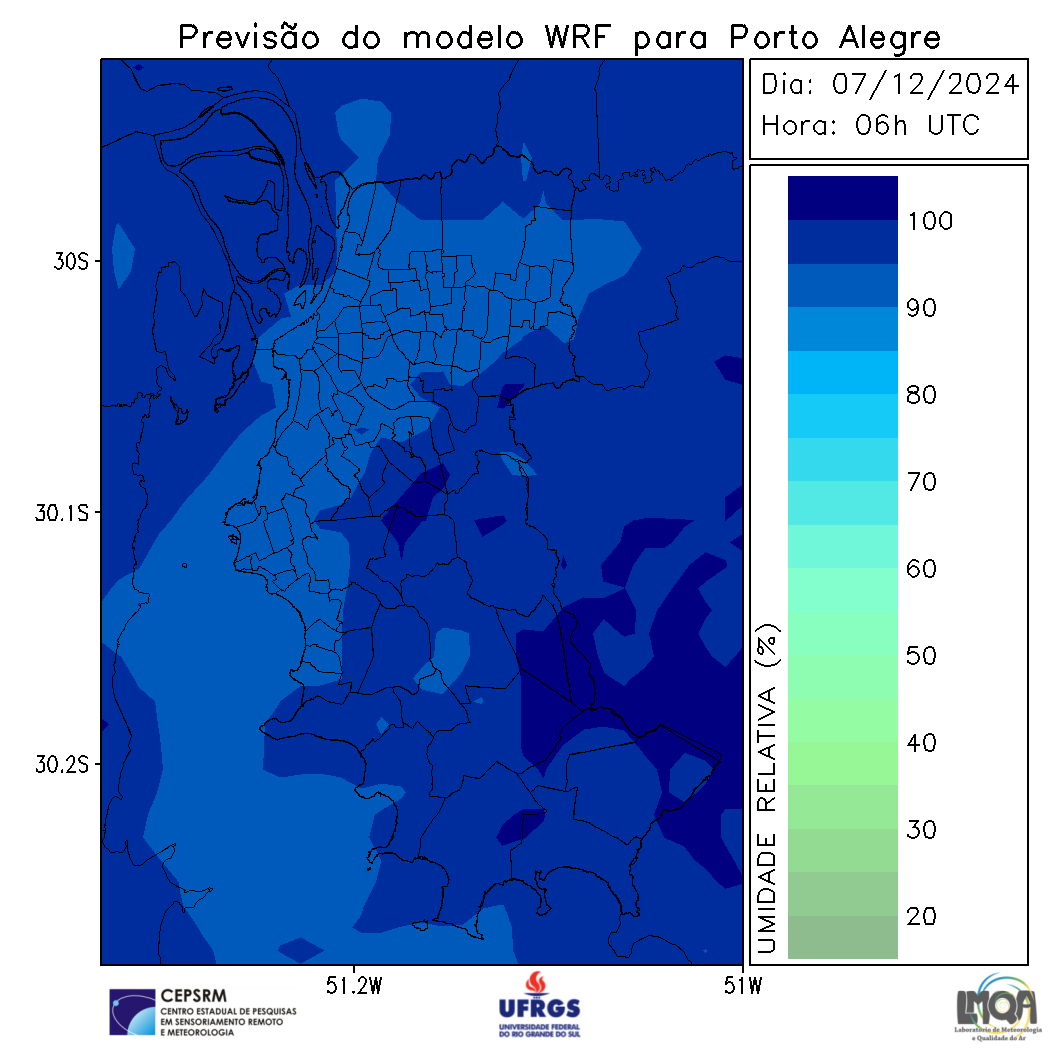 Previsão do modelo WRF para Porto Alegre
Dia: 07/12/2024
Hora: 06h UTC
100
90
80
70
60
50
40
30
20
UMIDADE RELATIVA (%)
30S
30.1S
30.2S
51.2W
51W
CEPSRM
CENTRO ESTADUAL DE PESQUISAS
EM SENSORIAMENTO REMOTO
E METEOROLOGIA
UFRGS
UNIVERSIDADE FEDERAL
DO RIO GRANDE DO SUL
LMQA
Laboratório de Meteorologia
e Qualidade do Ar